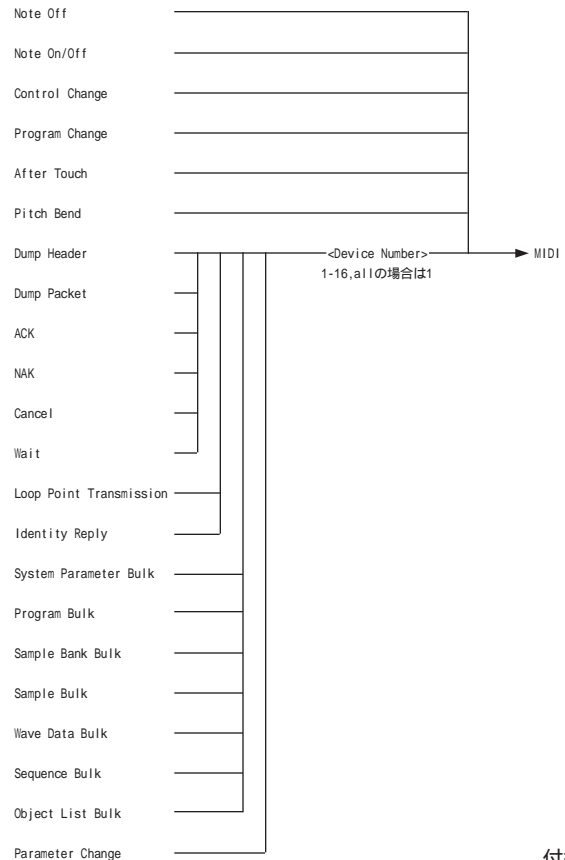 Note Off
Note On/Off
Control Change
Program Change
After Touch
Pitch Bend
Dump Header
<Device Number>
MIDI
1-16,allの場合は1
Dump Packet
ACK
NAK
Cancel
Wait
Loop Point Transmission
Identity Reply
System Parameter Bulk
Program Bulk
Sample Bank Bulk
Sample Bulk
Wave Data Bulk
Sequence Bulk
Object List Bulk
Parameter Change